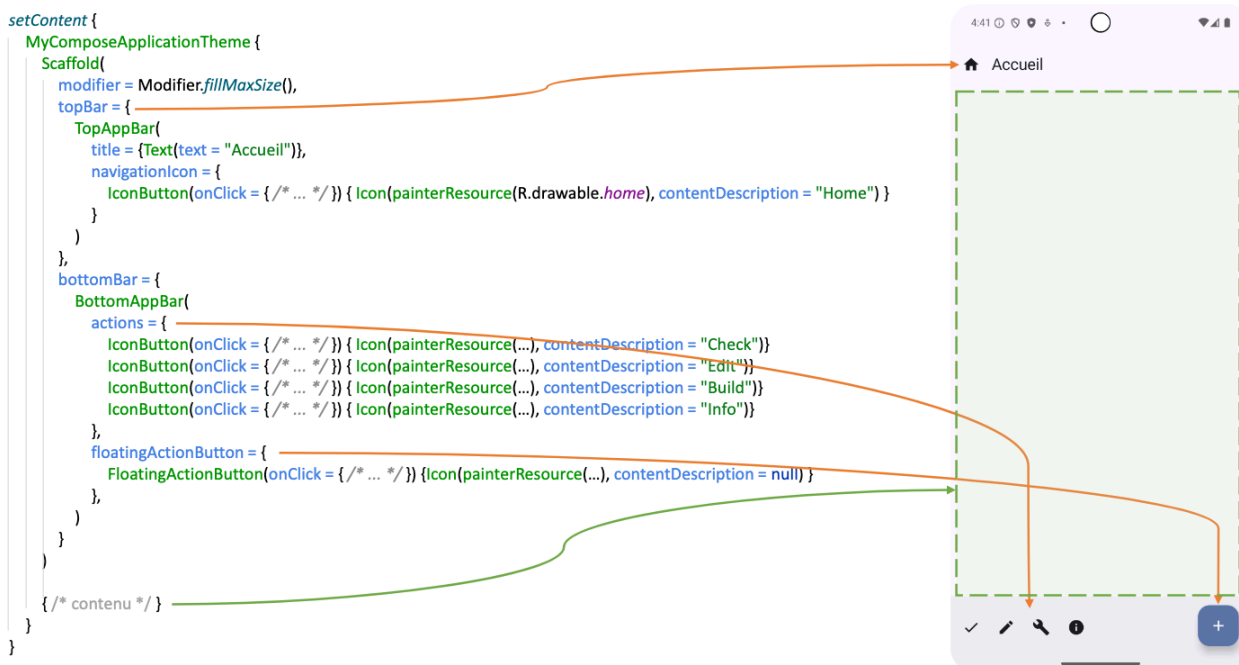 setContent {
MyComposeApplicationTheme {
Scaffold(
modifier = Modifier.fillMaxSize(),
topBar = {
TopAppBar(
title = {Text(text = "Accueil")},
navigationIcon = {
IconButton(onClick = { /* ... */ }) { Icon(painterResource(R.drawable.home), contentDescription = "Home") }
}
)
},
bottomBar = {
BottomAppBar(
actions = {
IconButton(onClick = { /* ... */ }) { Icon(painterResource(...), contentDescription = "Check")}
IconButton(onClick = { /* ... */ }) { Icon(painterResource(...), contentDescription = "Edit")}
IconButton(onClick = { /* ... */ }) { Icon(painterResource(...), contentDescription = "Build")}
IconButton(onClick = { /* ... */ }) { Icon(painterResource(...), contentDescription = "Info")}
},
floatingActionButton = {
FloatingActionButton(onClick = { /* ... */ }) {Icon(painterResource(...), contentDescription = null) }
},
)
}
)
{ /* contenu */ }
}
}
4:41
Accueil